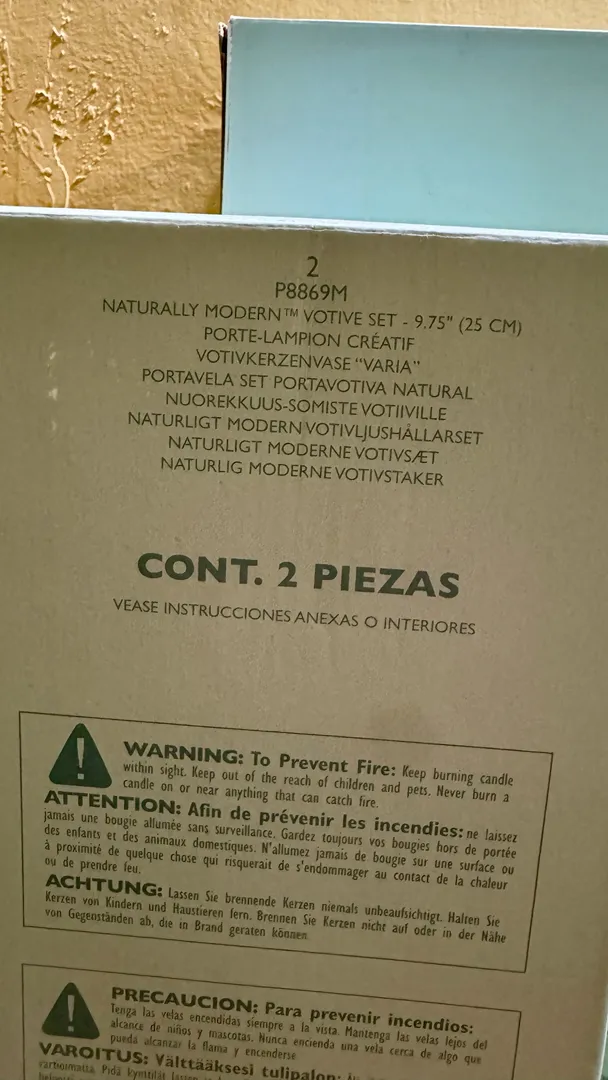 2
P8869M
NATURALLY MODERN™ VOTIVE SET - 9.75" (25 CM)
PORTE-LAMPION CRÉATIF
VOTIVKERZENVASE "VARIA"
PORTAVELA SET PORTAVOTIVA NATURAL
NUOREKKUUS-SOMISTE VOTIIVILLE
NATURLIGT MODERN VOTIVLJUSHÅLLARSET
NATURLIGT MODERNE VOTIVSÆT
NATURLIG MODERNE VOTIVSTAKER
CONT. 2 PIEZAS
VEASE INSTRUCCIONES ANEXAS O INTERIORES
WARNING: To Prevent Fire: Keep burning candle
within sight. Keep out of the reach of children and pets. Never burn a
candle on or near anything that can catch fire.
ATTENTION: Afin de prévenir les incendies: ne laissez
jamais une bougie allumée sans surveillance. Gardez toujours vos bougies hors de portée
des enfants et des animaux domestiques. N'allumez jamais de bougie sur une surface ou
à proximité de quelque chose qui risquerait de s'endommager au contact de la chaleur
ou de prendre feu.
ACHTUNG: Lassen Sie brennende Kerzen niemals unbeaufsichtigt. Halten Sie
Kerzen von Kindern und Haustieren fern. Brennen Sie Kerzen nicht auf oder in der Nähe
von Gegenständen ab, die in Brand geraten können.
PRECAUCION: Para prevenir incendios:
Tenga las velas encendidas siempre a la vista. Mantenga las velas lejos del
alcance de niños y mascotas. Nunca encienda una vela cerca de algo que
pueda alcanzar la flama y encenderse
VAROITUS: Välttääksesi tulipalon:
vartioimatta. Pidä kynttilät